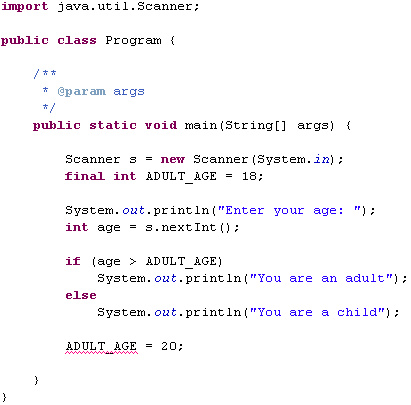 import java.util.Scanner;
public class Program {
/**
* @param args
*/
public static void main(String[] args) {
Scanner s = new Scanner(System.in);
final int ADULT_AGE = 18;
System.out.println("Enter your age: ");
int age = s.nextInt();
if (age > ADULT_AGE)
System.out.println("You are an adult");
else
System.out.println("You are a child");
ADULT_AGE = 20;
}
}